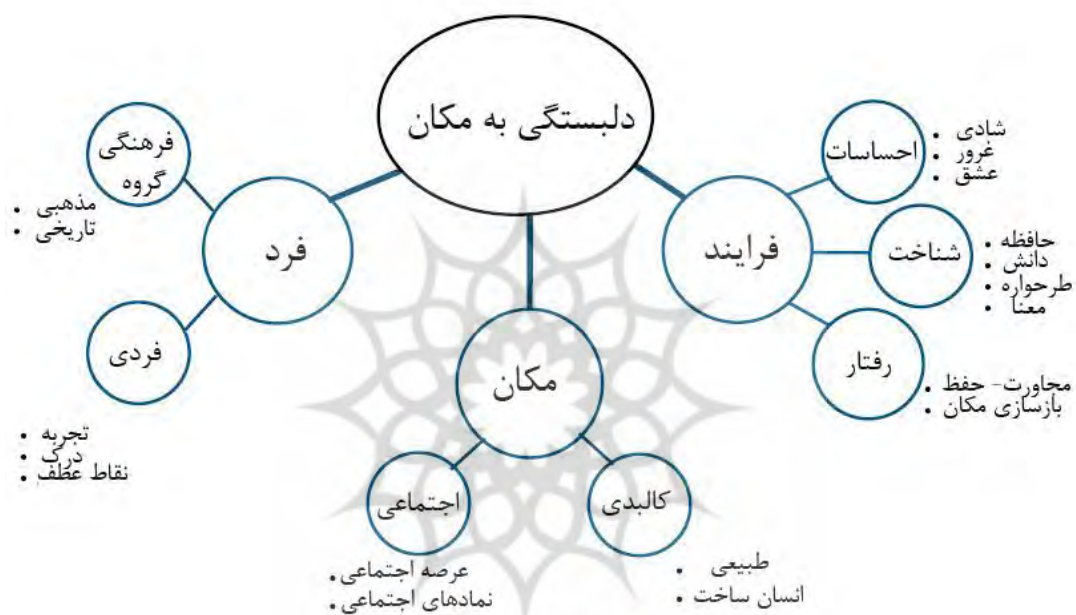 دلبستگی به مکان
فرایند
احساسات
شادی
غرور
عشق
شناخت
حافظه
دانش
طرحواره
معنا
رفتار
مجاورت- حفظ
بازسازی مکان
مکان
کالبدی
طبیعی
انسان ساخت
اجتماعی
عرصه اجتماعی
نمادهای اجتماعی
فرد
فرهنگی
گروه
مذهبی
تاریخی
فردی
تجربه
درک
نقاط عطف